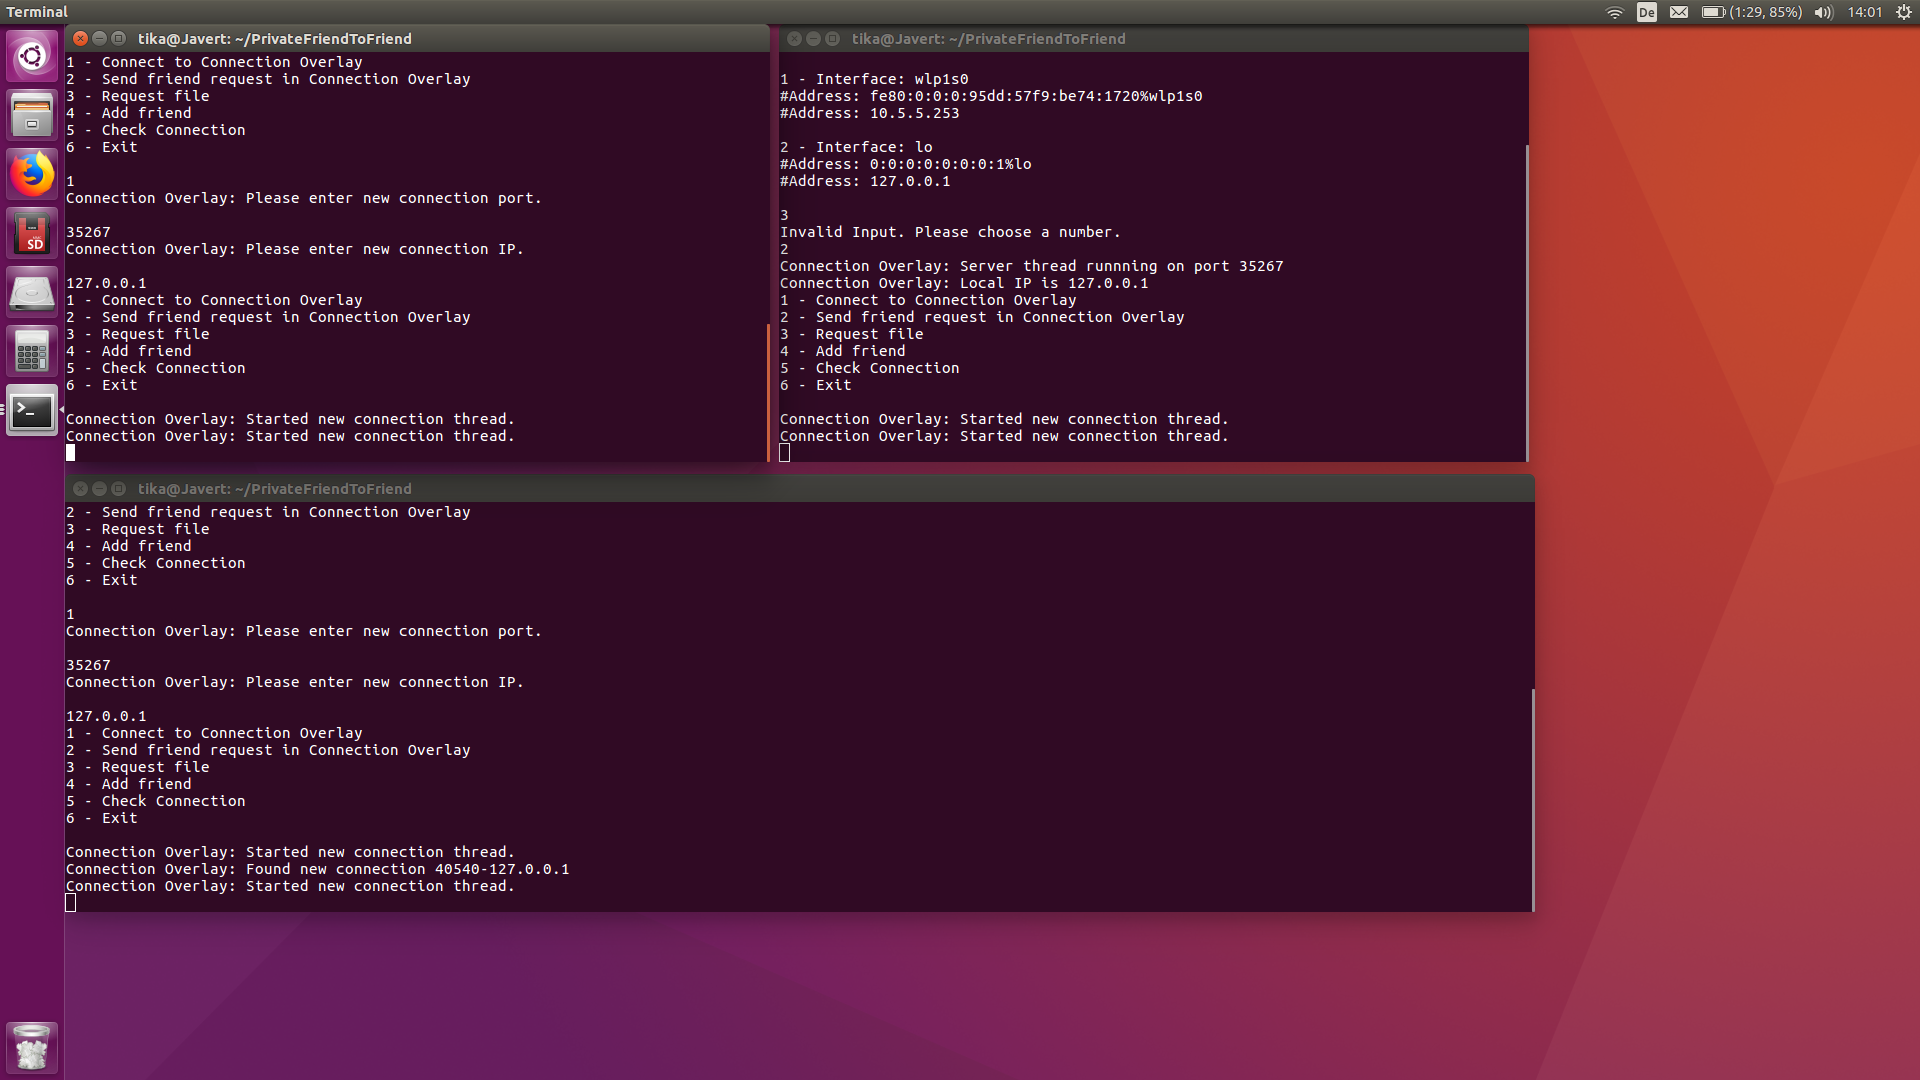 Terminal
De
(1:29, 85%)
14:01
tika@Javert: ~/PrivateFriendToFriend
1 - Connect to Connection Overlay
2 - Send friend request in Connection Overlay
3 - Request file
4 - Add friend
5 - Check Connection
6 - Exit
1
Connection Overlay: Please enter new connection port.
35267
Connection Overlay: Please enter new connection IP.
127.0.0.1
1 - Connect to Connection Overlay
2 - Send friend request in Connection Overlay
3 - Request file
4 - Add friend
5 - Check Connection
6 - Exit
Connection Overlay: Started new connection thread.
Connection Overlay: Started new connection thread.
tika@Javert: ~/PrivateFriendToFriend
1 - Interface: wlp1s0
#Address: fe80:0:0:0:95dd:57f9:be74:1720%wlp1s0
#Address: 10.5.5.253
2 - Interface: lo
#Address: 0:0:0:0:0:0:0:1%lo
#Address: 127.0.0.1
3
Invalid Input. Please choose a number.
2
Connection Overlay: Server thread runnning on port 35267
Connection Overlay: Local IP is 127.0.0.1
1 - Connect to Connection Overlay
2 - Send friend request in Connection Overlay
3 - Request file
4 - Add friend
5 - Check Connection
6 - Exit
Connection Overlay: Started new connection thread.
Connection Overlay: Started new connection thread.
tika@Javert: ~/PrivateFriendToFriend
2 - Send friend request in Connection Overlay
3 - Request file
4 - Add friend
5 - Check Connection
6 - Exit
1
Connection Overlay: Please enter new connection port.
35267
Connection Overlay: Please enter new connection IP.
127.0.0.1
1 - Connect to Connection Overlay
2 - Send friend request in Connection Overlay
3 - Request file
4 - Add friend
5 - Check Connection
6 - Exit
Connection Overlay: Started new connection thread.
Connection Overlay: Found new connection 40540-127.0.0.1
Connection Overlay: Started new connection thread.
SD
>_